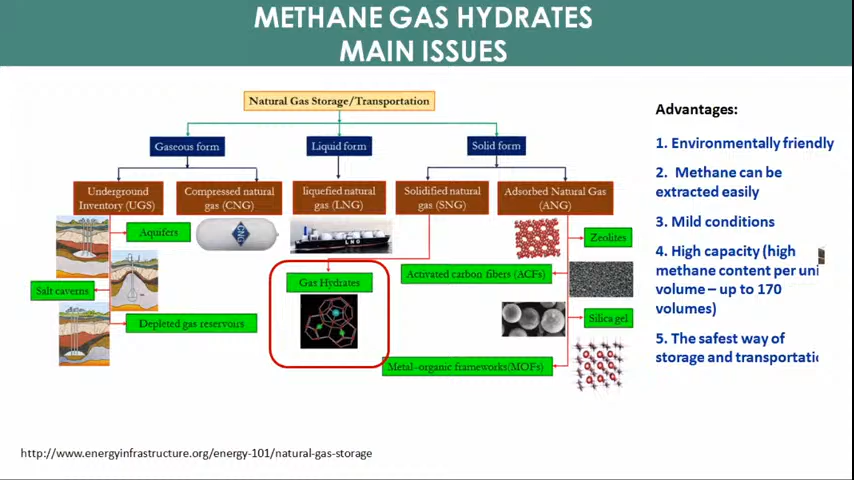 METHANE GAS HYDRATES
MAIN ISSUES
Natural Gas Storage/Transportation
Gaseous form
Liquid form
Solid form
Underground
Inventory (UGS)
Compressed natural
gas (CNG)
liquefied natural
gas (LNG)
Solidified natural
gas (SNG)
Adsorbed Natural Gas
(ANG)
Aquifers
Salt caverns
Depleted gas reservours
LNG
Gas Hydrates
Zeolites
Activated carbon fibers (ACFs)
Silica gel
Metal-organic frameworks(MOFs)
Advantages:
1. Environmentally friendly
2. Methane can be
extracted easily
3. Mild conditions
4. High capacity (high
methane content per uni
volume – up to 170
volumes)
5. The safest way of
storage and transportatic
http://www.energyinfrastructure.org/energy-101/natural-gas-storage